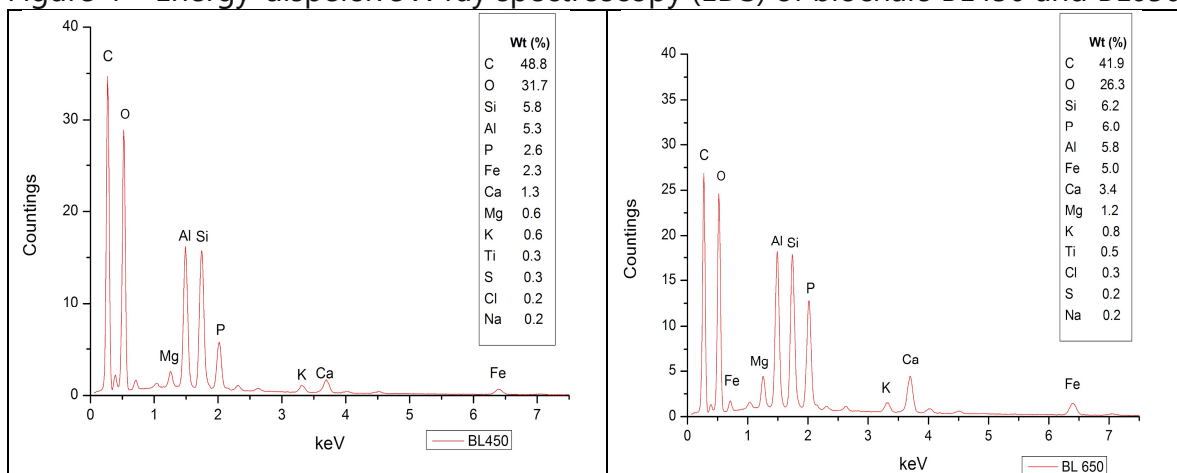 40
30
20
10
0
0
1
2
3
4
5
6
7
Countings
keV
C
O
Al Si
P
Mg
K
Ca
Fe
Wt (%)
C 48.8
O 31.7
Si 5.8
Al 5.3
P 2.6
Fe 2.3
Ca 1.3
Mg 0.6
K 0.6
Ti 0.3
S 0.3
Cl 0.2
Na 0.2
BL450
40
35
30
25
20
15
10
5
0
0
1
2
3
4
5
6
7
Countings
keV
C
O
Fe
Mg
Al
Si
P
K
Ca
Fe
Wt (%)
C 41.9
O 26.3
Si 6.2
P 6.0
Al 5.8
Fe 5.0
Ca 3.4
Mg 1.2
K 0.8
Ti 0.5
Cl 0.3
S 0.2
Na 0.2
BL 650